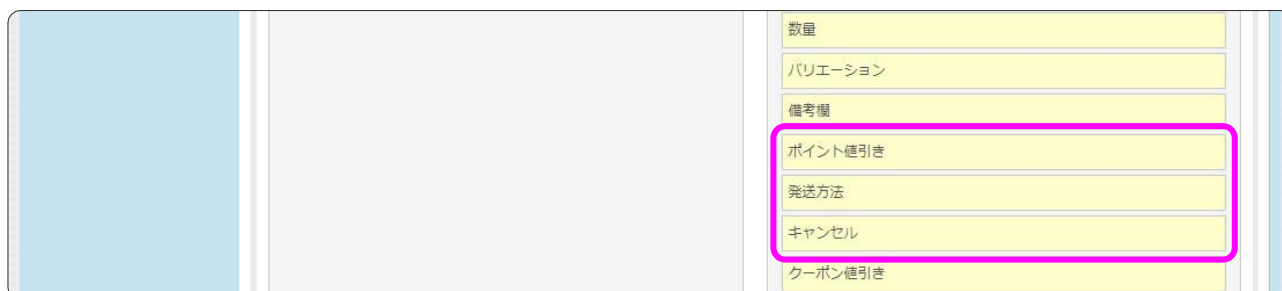 数量
バリエーション
備考欄
ポイント値引き
発送方法
キャンセル
クーポン値引き